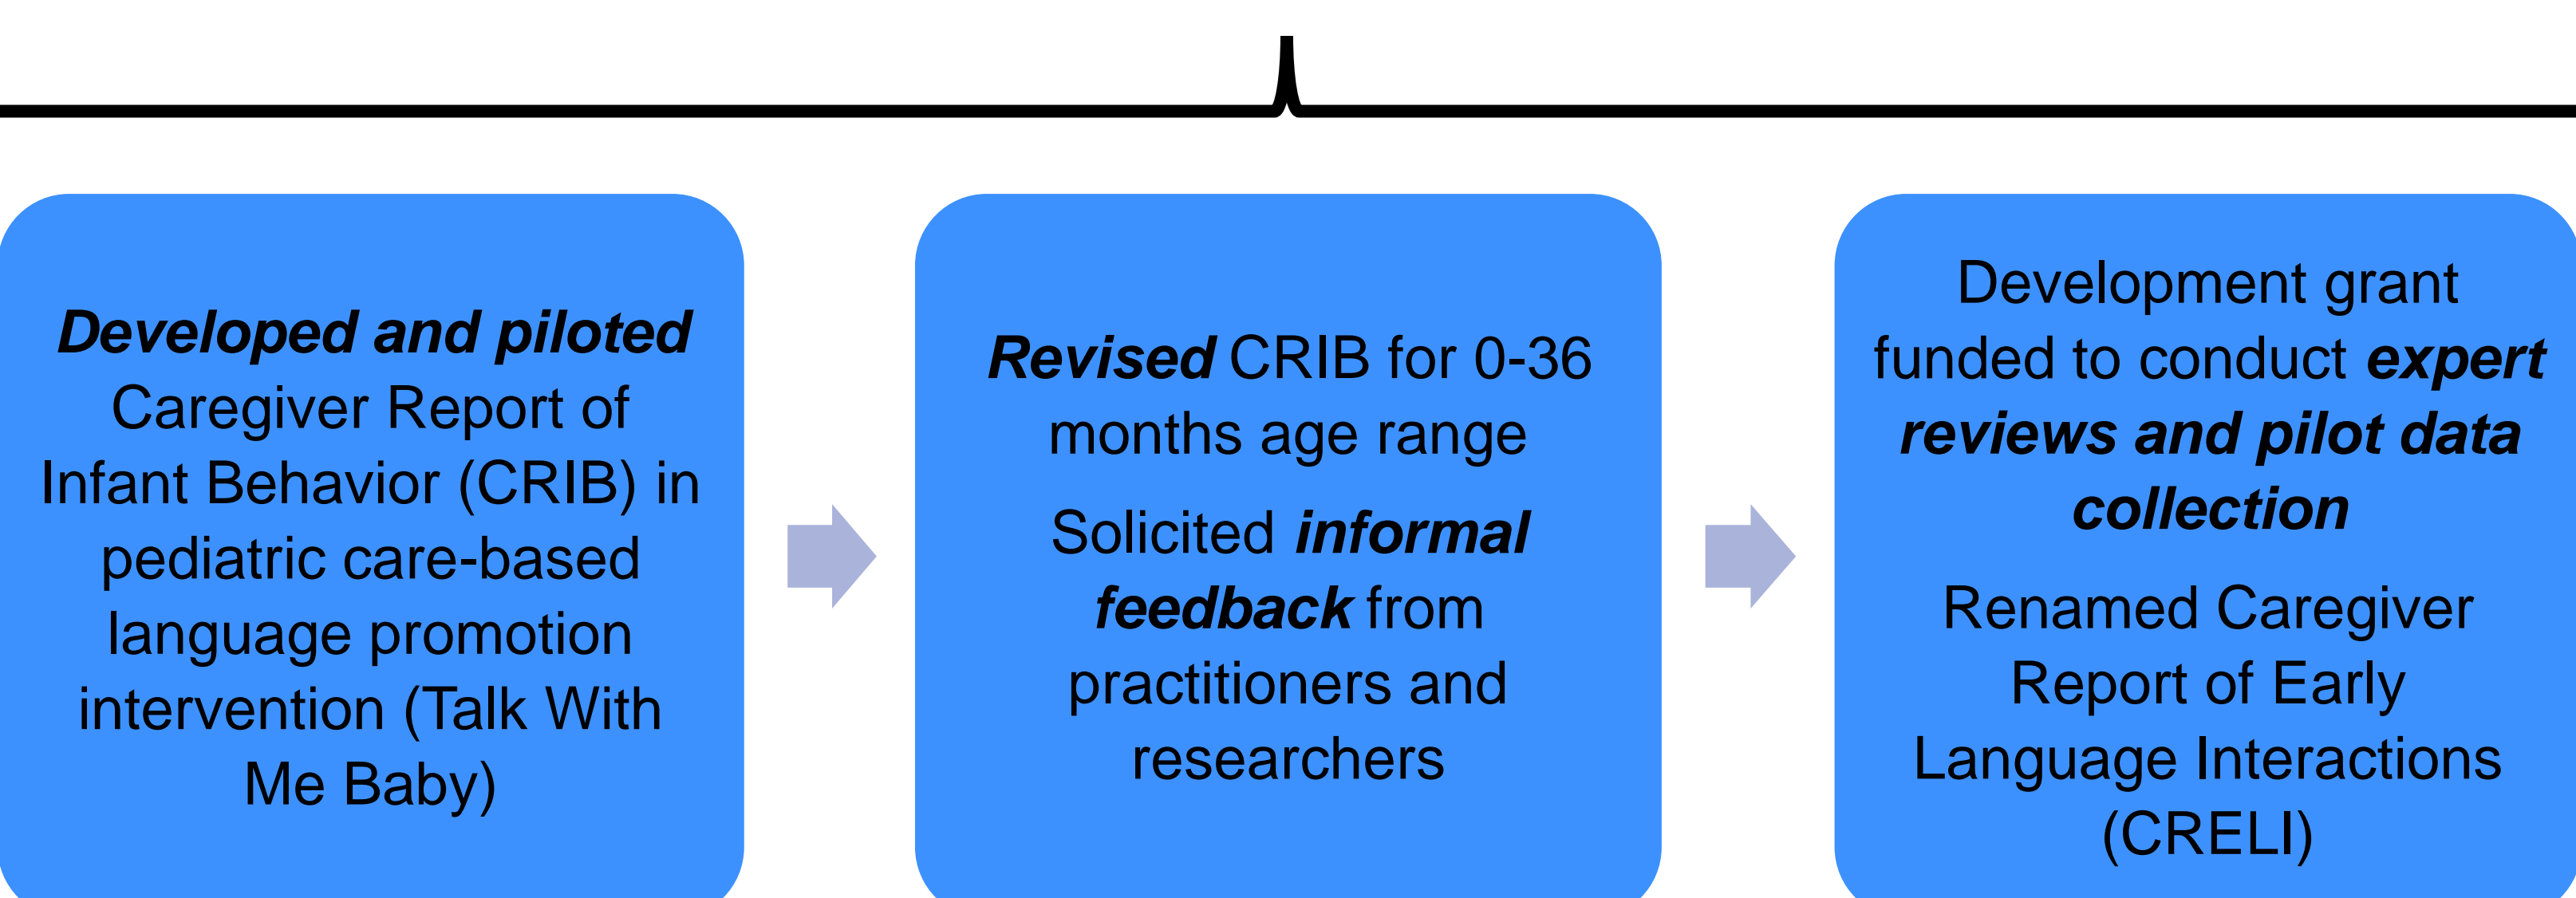 Developed and piloted
Caregiver Report of
Infant Behavior (CRIB) in
pediatric care-based
language promotion
intervention (Talk With
Me Baby)
Revised CRIB for 0-36
months age range
Solicited informal
feedback from
practitioners and
researchers
Development grant
funded to conduct expert
reviews and pilot data
collection
Renamed Caregiver
Report of Early
Language Interactions
(CRELI)